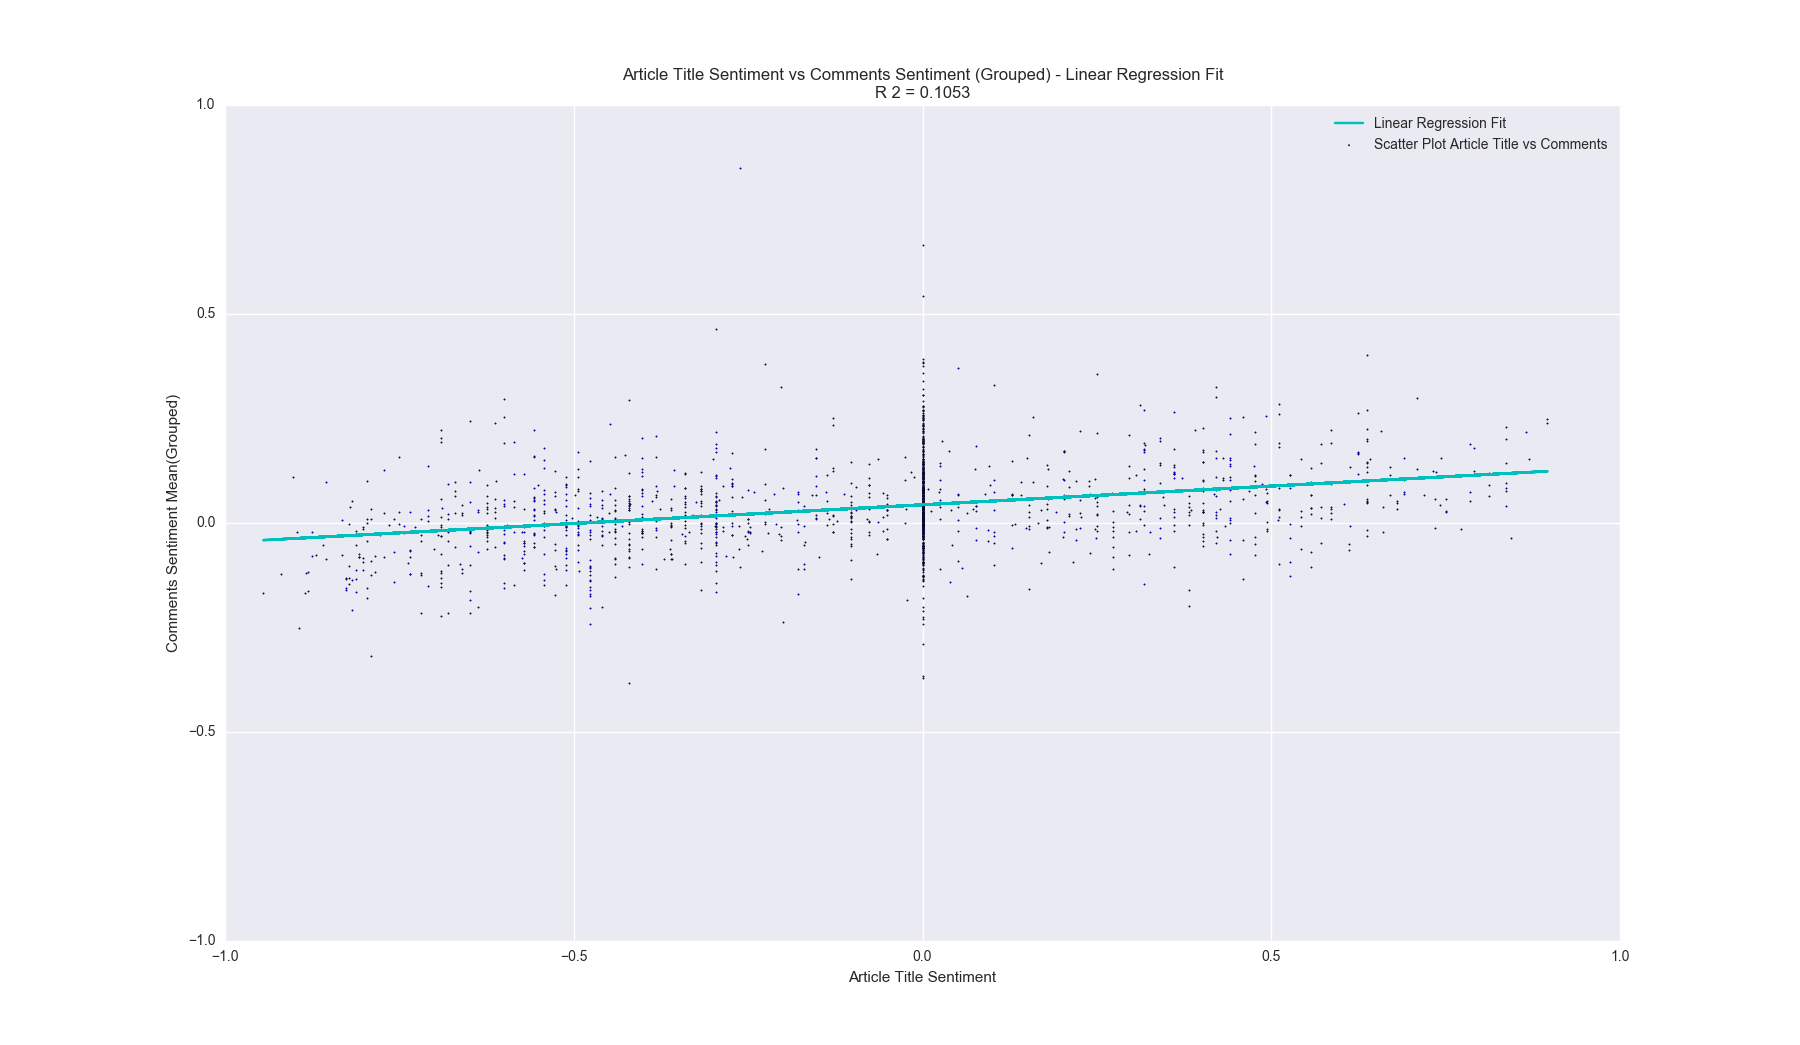 Article Title Sentiment vs Comments Sentiment (Grouped) - Linear Regression Fit
R 2 = 0.1053
Linear Regression Fit
Scatter Plot Article Title vs Comments
1.0
0.5
0.0
−0.5
−1.0
Comments Sentiment Mean(Grouped)
−1.0 −0.5 0.0 0.5 1.0
Article Title Sentiment